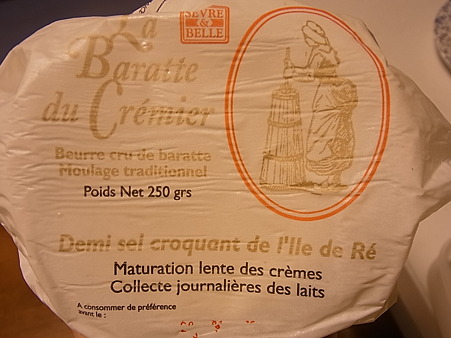 SEVRE
&
BELLE
La
Baratte
du Crémier
Beurre cru de baratte
Moulage traditionnel
Poids Net 250 grs
Demi sel croquant de l'Ile de Ré
Maturation lente des crèmes
Collecte journalières des laits
A consommer de préférence
avant le :